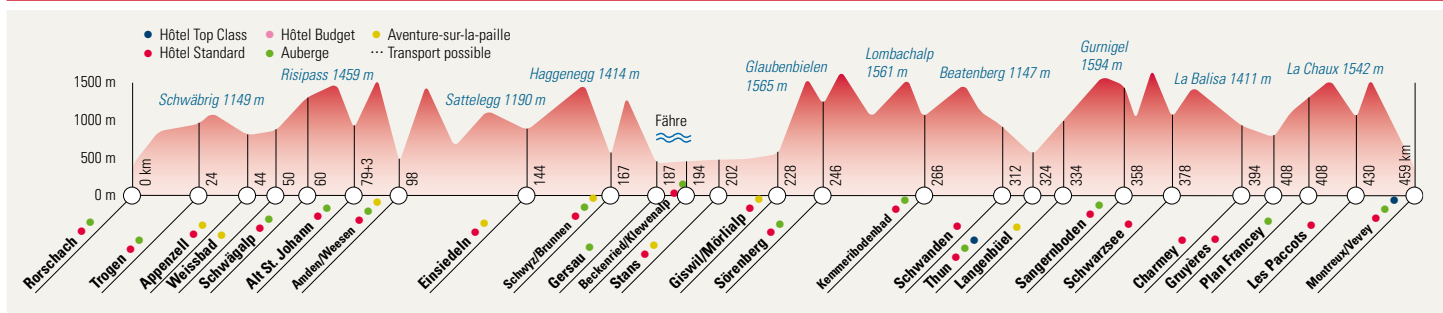 Hôtel Top Class
Hôtel Budget
Aventure-sur-la-paille
Hôtel Standard
Auberge
Transport possible
1500 m
1000 m
500 m
0 m
Schwäbrig 1149 m
Risipass 1459 m
Sattelegg 1190 m
Haggenegg 1414 m
Fähre
Glaubenbielen
1565 m
Lombachalp
1561 m
Beatenberg 1147 m
Gurnigel
1594 m
La Balisa 1411 m
La Chaux 1542 m
0 km
24
44
50
60
79+3
98
144
167
187
194
202
228
246
266
312
324
334
358
378
394
408
408
430
459 km
Rorschach
Trogen
Appenzell
Weissbad
Schwägalp
Alt St. Johann
Amden/Weesen
Einsiedeln
Schwyz/Brunnen
Gersau
Beckenried/Klewenalp
Stans
Giswil/Mörlialp
Sörenberg
Kemmeribodenbad
Schwanden
Thun
Langenbüel
Sangernboden
Schwarzsee
Charmey
Gruyères
Plan Francey
Les Paccots
Montreux/Vevey